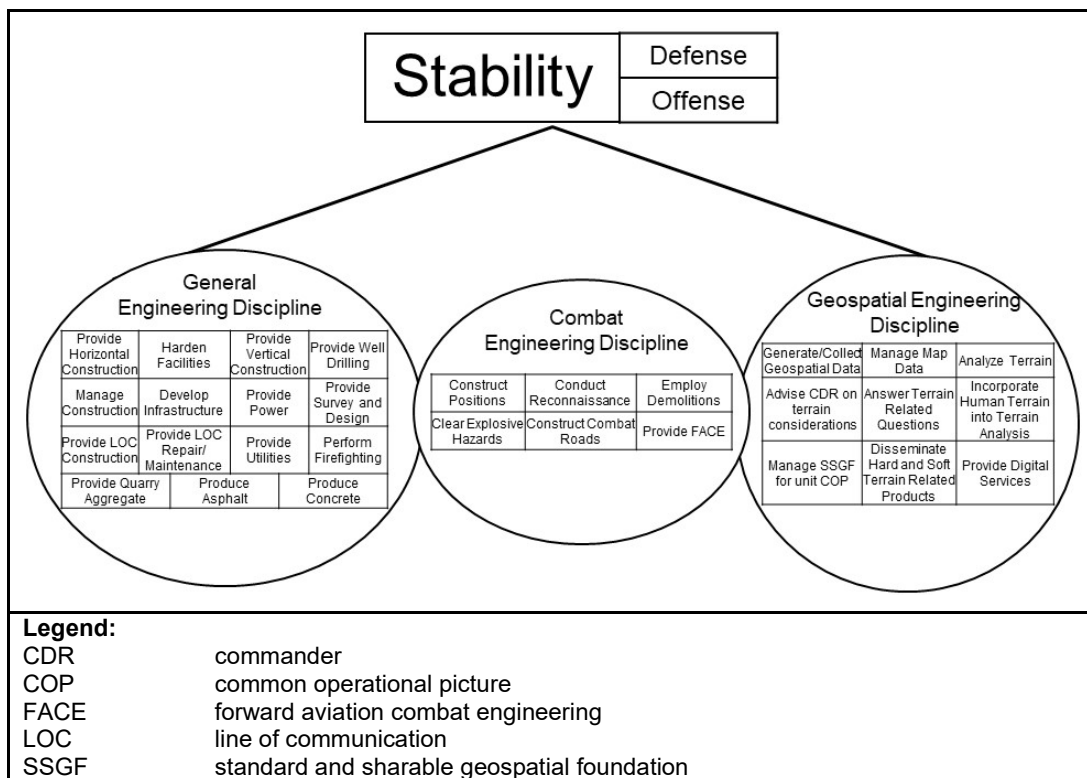 Stability
Defense
Offense
General
Engineering Discipline
Provide
Horizontal
Construction
Harden
Facilities
Provide
Vertical
Construction
Provide Well
Drilling
Manage
Construction
Develop
Infrastructure
Provide
Power
Provide
Survey and
Design
Provide LOC
Construction
Provide LOC
Repair/
Maintenance
Provide
Utilities
Perform
Firefighting
Provide Quarry
Aggregate
Produce
Asphalt
Produce
Concrete
Combat
Engineering Discipline
Construct
Positions
Conduct
Reconnaissance
Employ
Demolitions
Clear Explosive
Hazards
Construct Combat
Roads
Provide FACE
Geospatial Engineering
Discipline
Generate/Collect
Geospatial Data
Manage Map
Data
Analyze Terrain
Advise CDR on
terrain
considerations
Answer Terrain
Related
Questions
Incorporate
Human Terrain
into Terrain
Analysis
Manage SSGF
for unit COP
Disseminate
Hard and Soft
Terrain Related
Products
Provide Digital
Services
Legend:
CDR commander
COP common operational picture
FACE forward aviation combat engineering
LOC line of communication
SSGF standard and sharable geospatial foundation